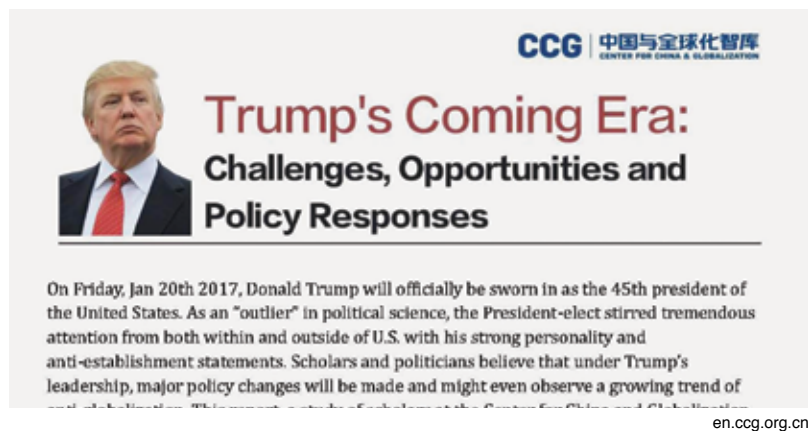 CCG 中国与全球化智库
CENTER FOR CHINA & GLOBALIZATION
Trump's Coming Era:
Challenges, Opportunities and
Policy Responses
On Friday, Jan 20th 2017, Donald Trump will officially be sworn in as the 45th president of
the United States. As an "outlier" in political science, the President-elect stirred tremendous
attention from both within and outside of U.S. with his strong personality and
anti-establishment statements. Scholars and politicians believe that under Trump's
leadership, major policy changes will be made and might even observe a growing trend of
en.ccg.org.cn